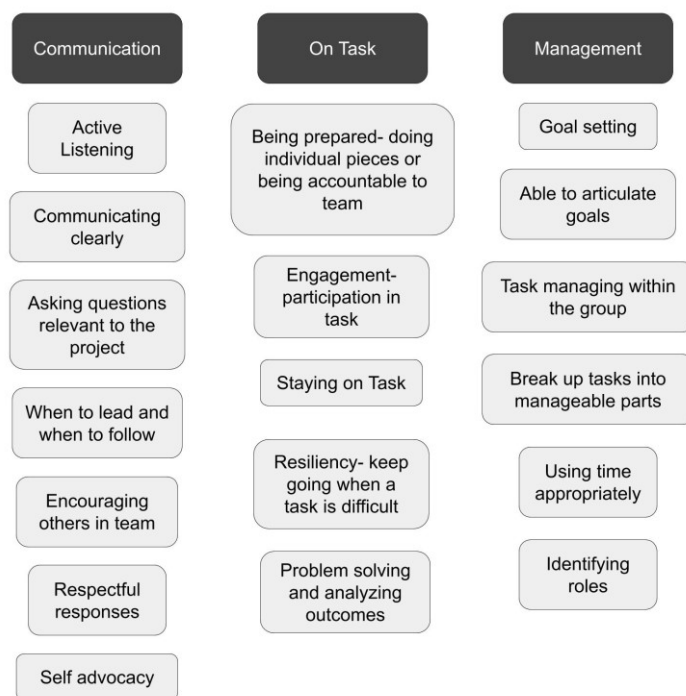 Communication
Active
Listening
Communicating
clearly
Asking questions
relevant to the
project
When to lead and
when to follow
Encouraging
others in team
Respectful
responses
Self advocacy
On Task
Being prepared- doing
individual pieces or
being accountable to
team
Engagement-
participation in
task
Staying on Task
Resiliency- keep
going when a
task is difficult
Problem solving
and analyzing
outcomes
Management
Goal setting
Able to articulate
goals
Task managing within
the group
Break up tasks into
manageable parts
Using time
appropriately
Identifying
roles